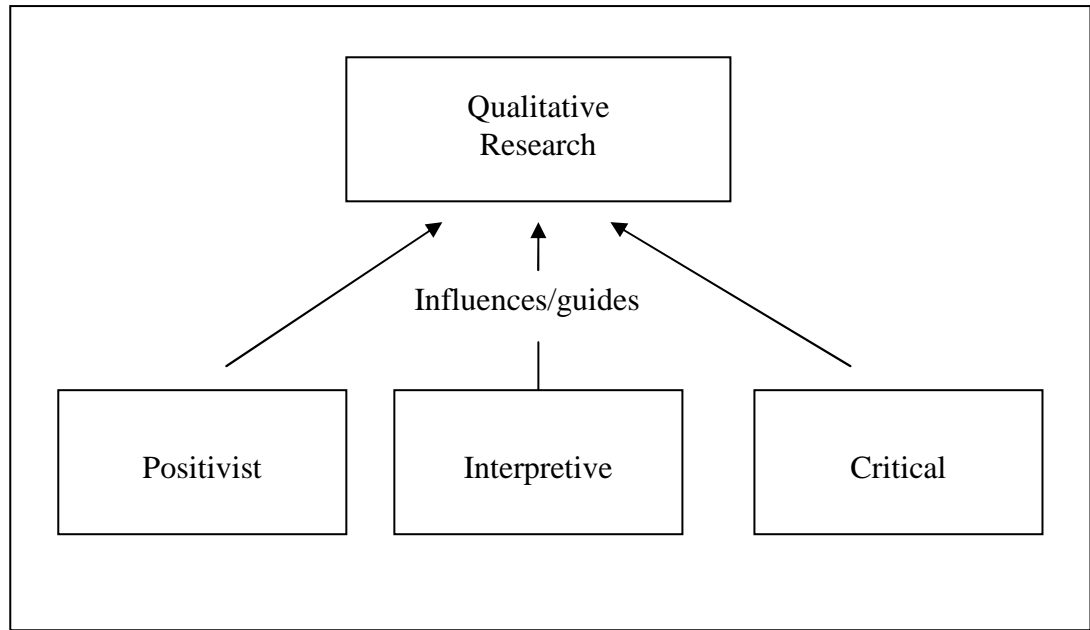 Qualitative
Research
Influences/guides
Positivist
Interpretive
Critical